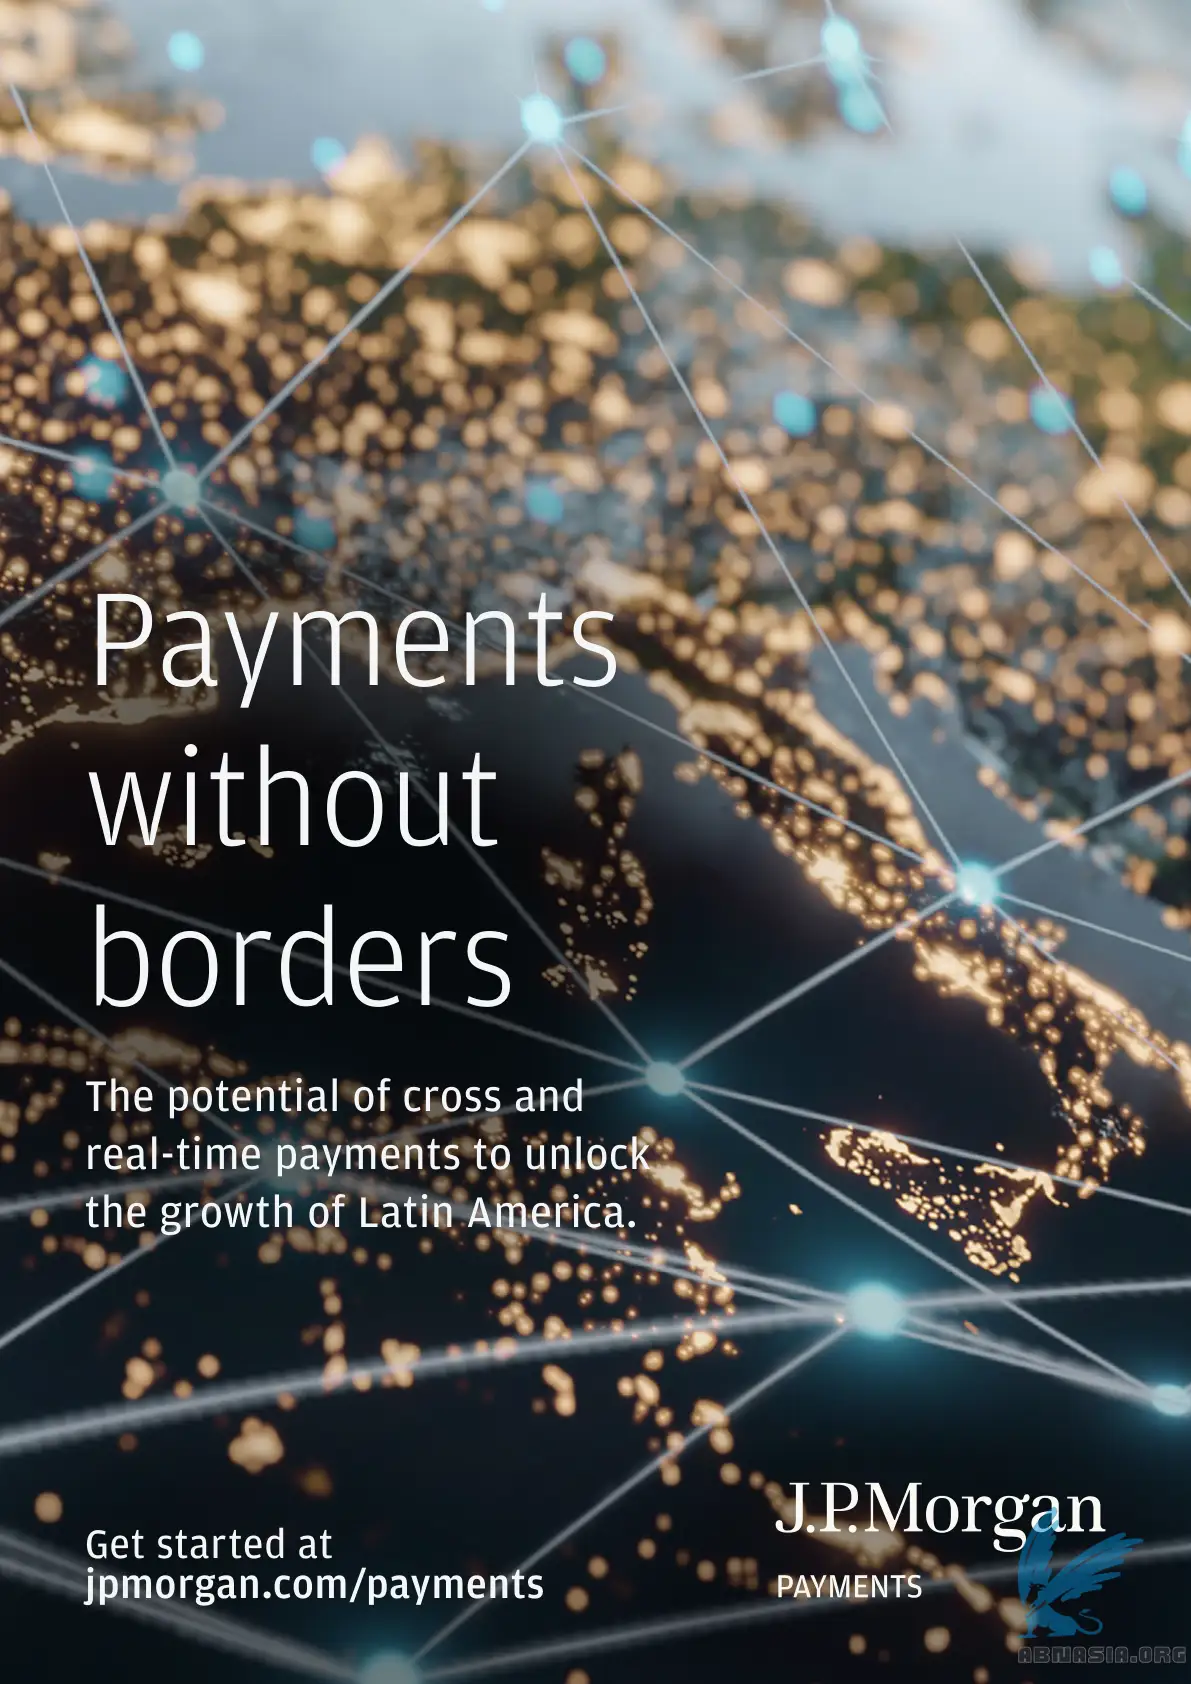 Payments
without
borders
The potential of cross and
real-time payments to unlock
the growth of Latin America.
Get started at
jpmorgan.com/payments
J.P.Morgan
PAYMENTS
ABNASIA.ORG